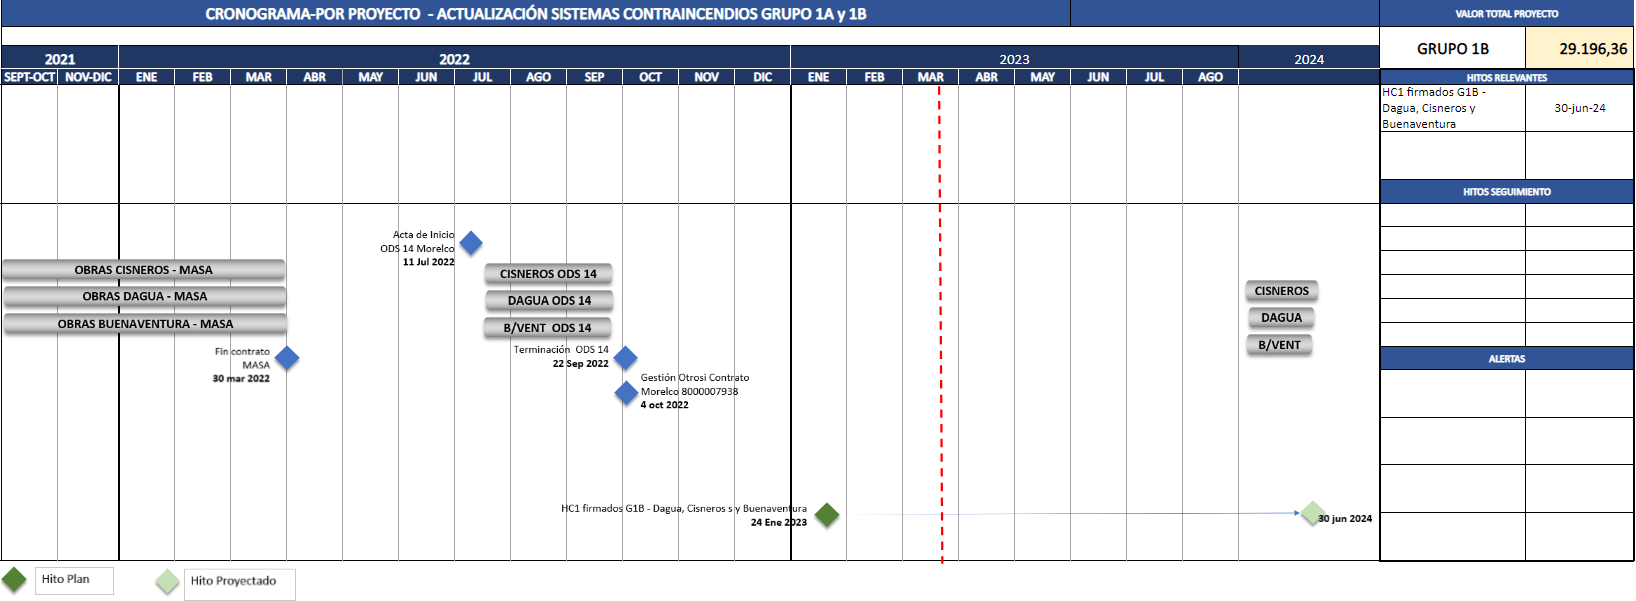 CRONOGRAMA-POR PROYECTO - ACTUALIZACIÓN SISTEMAS CONTRAINCENDIOS GRUPO 1A y 1B
VALOR TOTAL PROYECTO
GRUPO 1B
29.196,36
2021
2022
2023
2024
SEPT-OCT NOV-DIC ENE FEB MAR ABR MAY JUN JUL AGO SEP OCT NOV DIC ENE FEB MAR ABR MAY JUN JUL AGO
HITOS RELEVANTES
HC1 firmados G1B -
Dagua, Cisneros y
Buenaventura
30-jun-24
HITOS SEGUIMIENTO
ALERTAS
Acta de Inicio
ODS 14 Morelco
11 Jul 2022
OBRAS CISNEROS - MASA
OBRAS DAGUA - MASA
OBRAS BUENAVENTURA - MASA
Fin contrato
MASA
30 mar 2022
CISNEROS ODS 14
DAGUA ODS 14
B/VENT ODS 14
Terminación ODS 14
22 Sep 2022
Gestión Otrosi Contrato
Morelco 8000007938
4 oct 2022
CISNEROS
DAGUA
B/VENT
HC1 firmados G1B - Dagua, Cisneros s y Buenaventura
24 Ene 2023
30 jun 2024
Hito Plan
Hito Proyectado